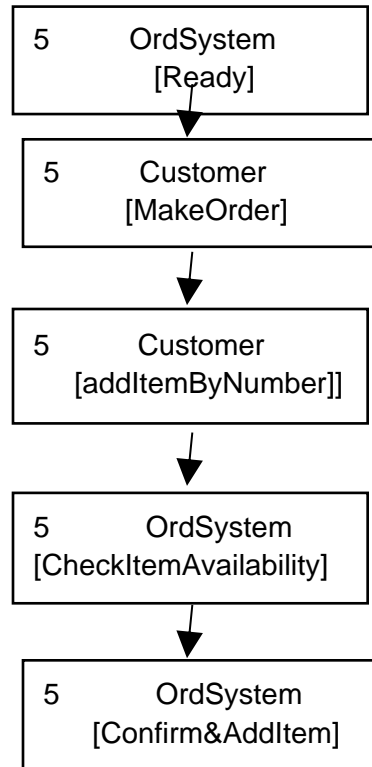 5 OrdSystem
[Ready]
5 Customer
[MakeOrder]
5 Customer
[addItemByNumber]]
5 OrdSystem
[CheckItemAvailability]
5 OrdSystem
[Confirm&AddItem]